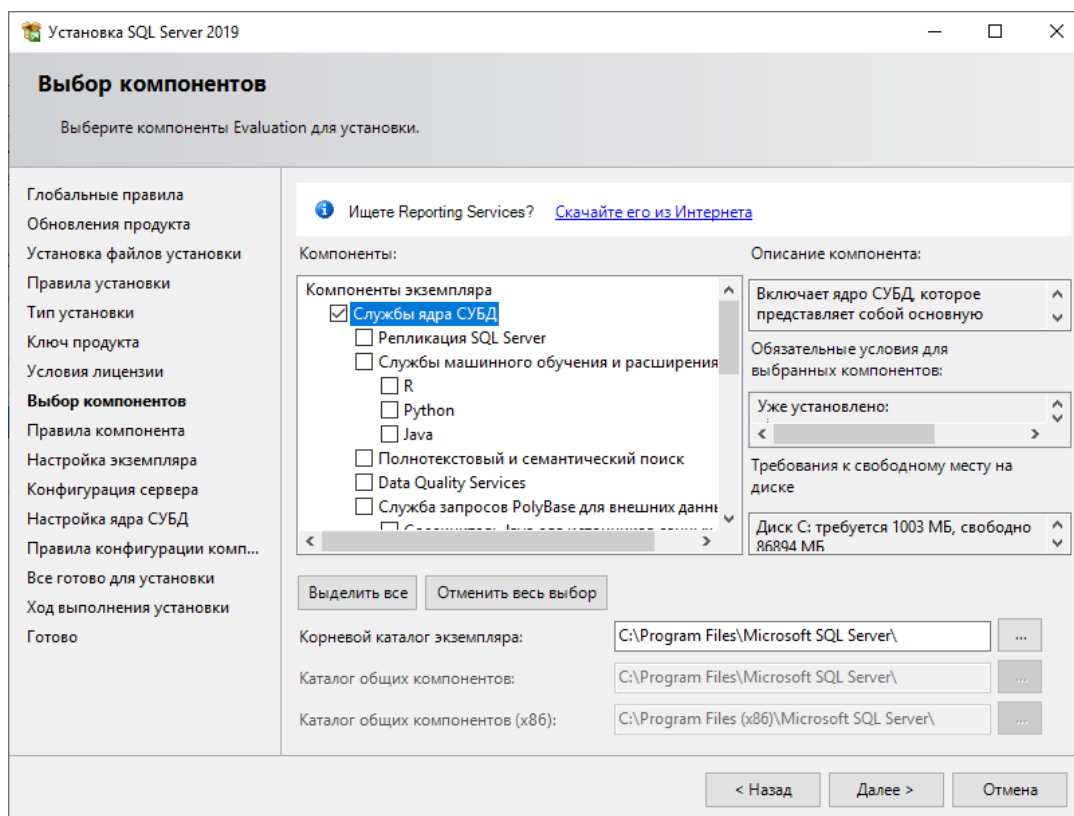 Установка SQL Server 2019
Выбор компонентов
Выберите компоненты Evaluation для установки.
Глобальные правила
Обновления продукта
Установка файлов установки
Правила установки
Тип установки
Ключ продукта
Условия лицензии
Выбор компонентов
Правила компонента
Настройка экземпляра
Конфигурация сервера
Настройка ядра СУБД
Правила конфигурации комп...
Все готово для установки
Ход выполнения установки
Готово
Ищете Reporting Services? Скачайте его из Интернета
Компоненты:
Компоненты экземпляра
Службы ядра СУБД
Репликация SQL Server
Службы машинного обучения и расширения
R
Python
Java
Полнотекстовый и семантический поиск
Data Quality Services
Служба запросов PolyBase для внешних данн
Описание компонента:
Включает ядро СУБД, которое
представляет собой основную
Обязательные условия для
выбранных компонентов:
Уже установлено:
Требования к свободному месту на
диске
Диск C: требуется 1003 МБ, свободно
86894 МБ
Выделить все
Отменить весь выбор
Корневой каталог экземпляра:
C:\Program Files\Microsoft SQL Server\
...
Каталог общих компонентов:
C:\Program Files\Microsoft SQL Server\
...
Каталог общих компонентов (x86):
C:\Program Files (x86)\Microsoft SQL Server\
...
< Назад
Далее >
Отмена